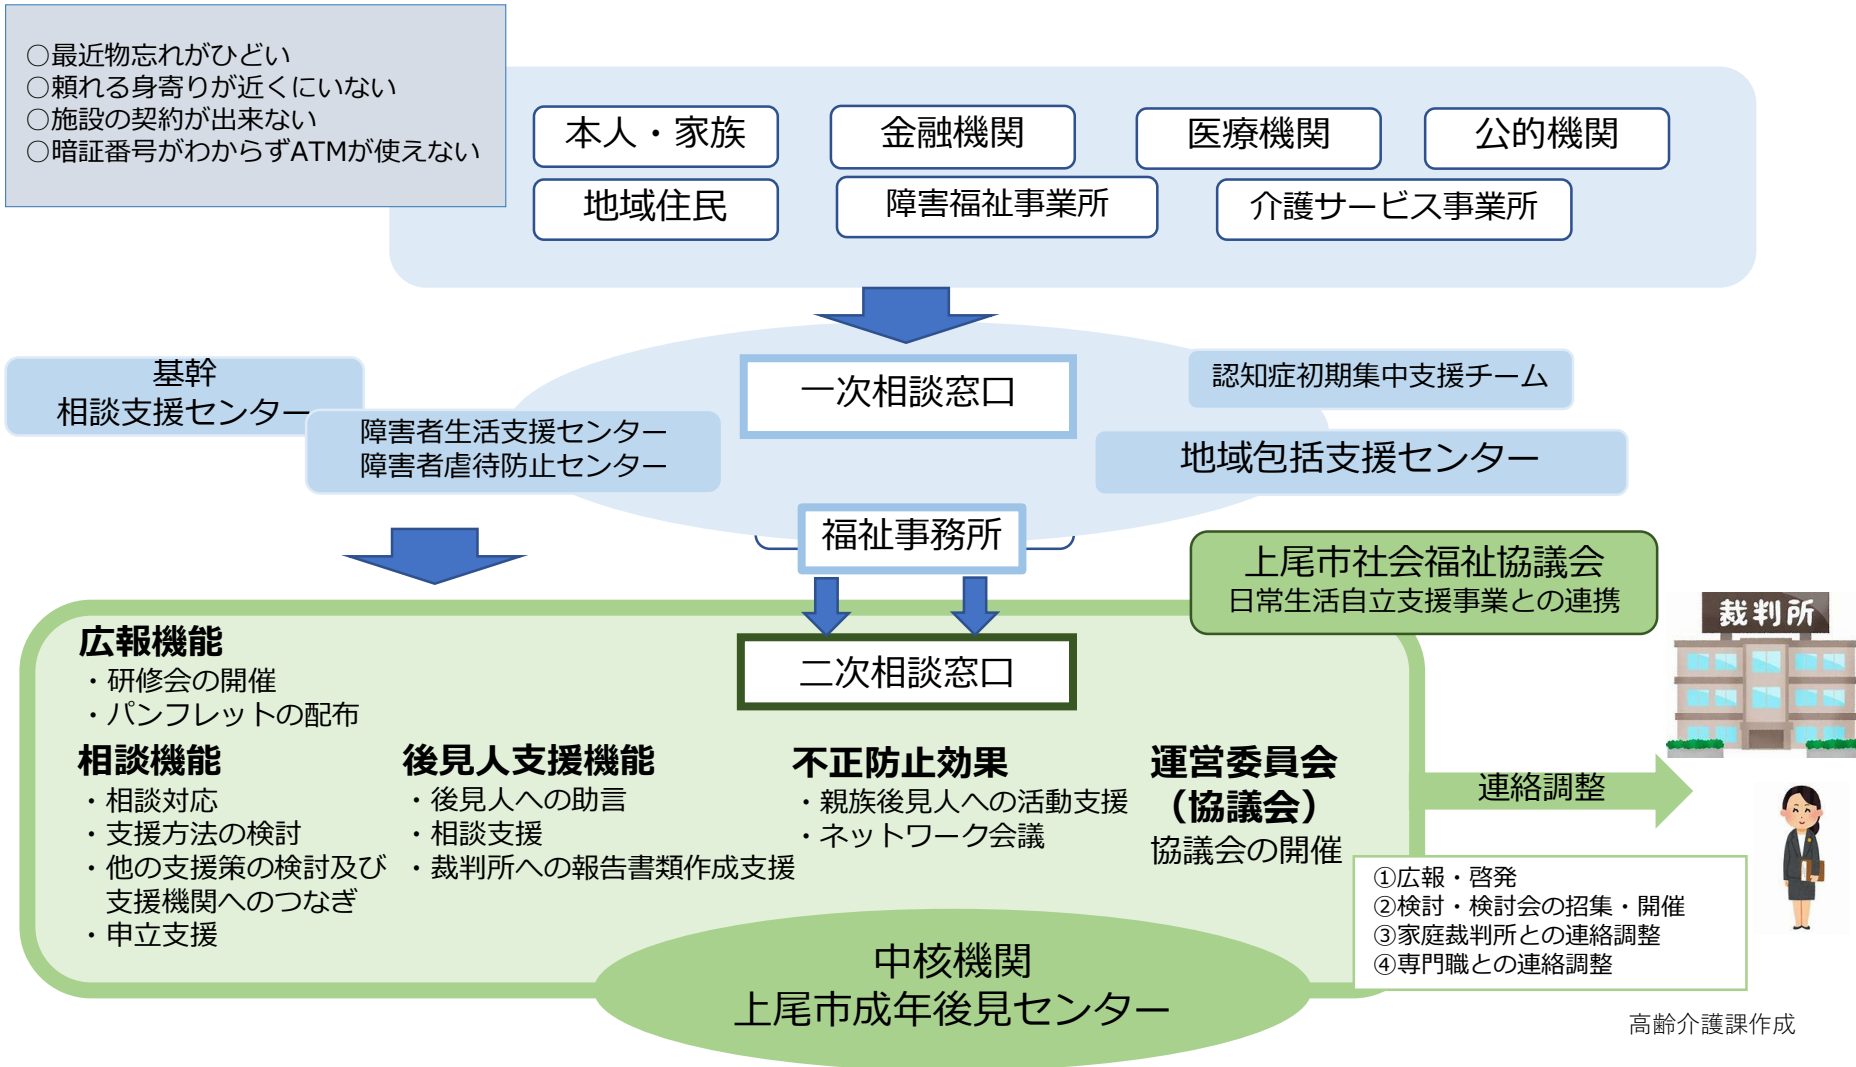 ○最近物忘れがひどい
○頼れる身寄りが近くにいない
○施設の契約が出来ない
○暗証番号がわからずATMが使えない
本人・家族
金融機関
医療機関
公的機関
地域住民
障害福祉事業所
介護サービス事業所
一次相談窓口
基幹
相談支援センター
障害者生活支援センター
障害者虐待防止センター
認知症初期集中支援チーム
地域包括支援センター
福祉事務所
上尾市社会福祉協議会
日常生活自立支援事業との連携
裁判所
二次相談窓口
広報機能
・研修会の開催
・パンフレットの配布
相談機能
・相談対応
・支援方法の検討
・他の支援策の検討及び
支援機関へのつなぎ
・申立支援
後見人支援機能
・後見人への助言
・相談支援
・裁判所への報告書類作成支援
不正防止効果
・親族後見人への活動支援
・ネットワーク会議
運営委員会
（協議会）
協議会の開催
連絡調整
①広報・啓発
②検討・検討会の招集・開催
③家庭裁判所との連絡調整
④専門職との連絡調整
中核機関
上尾市成年後見センター
高齢介護課作成